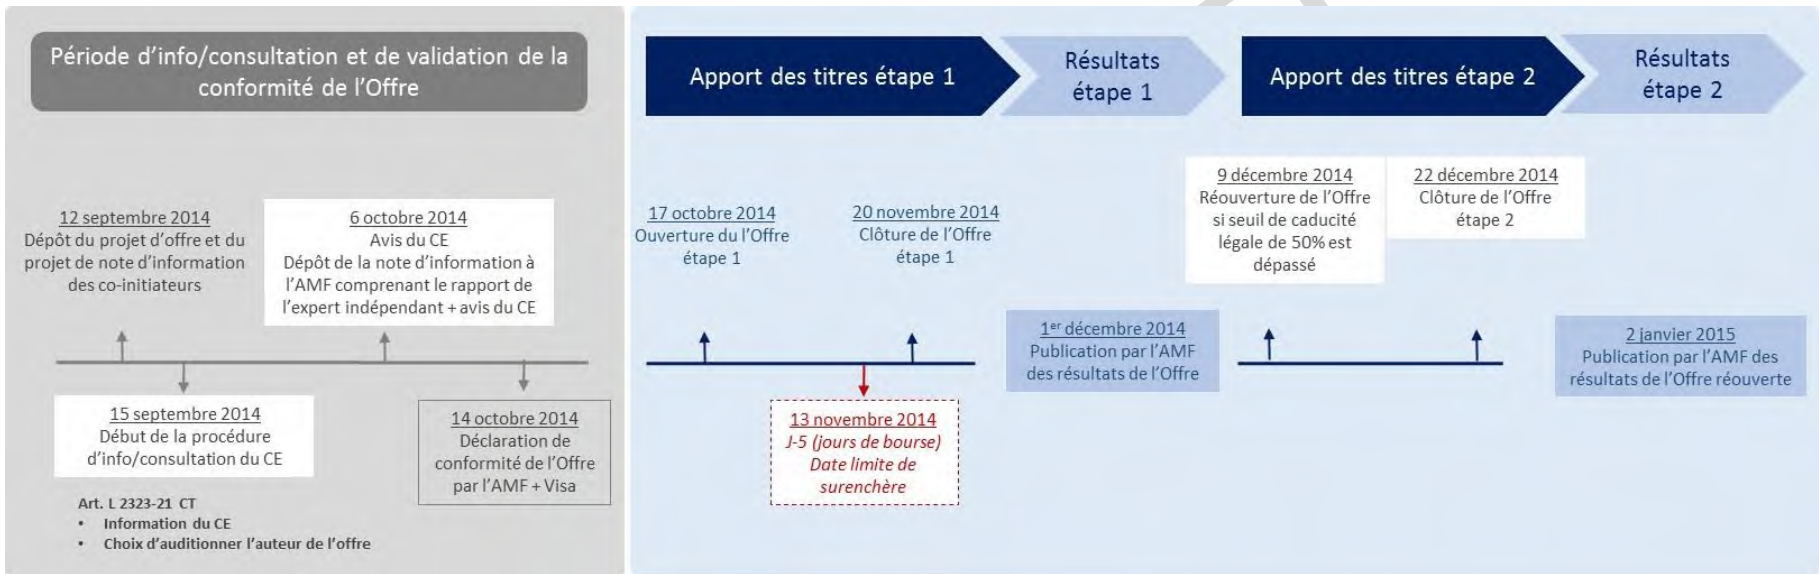 Période d'info/consultation et de validation de la
conformité de l'Offre
12 septembre 2014
Dépôt du projet d'offre et du
projet de note d'information
des co-initiateurs
6 octobre 2014
Avis du CE
Dépôt de la note d'information à
l'AMF comprenant le rapport de
l'expert indépendant + avis du CE
15 septembre 2014
Début de la procédure
d'info/consultation du CE
14 octobre 2014
Déclaration de
conformité de l'Offre
par l'AMF + Visa
Art. L 2323-21 CT
• Information du CE
• Choix d'auditionner l'auteur de l'offre
Apport des titres étape 1
Résultats
étape 1
Apport des titres étape 2
Résultats
étape 2
17 octobre 2014
Ouverture du l'Offre
étape 1
20 novembre 2014
Clôture de l'Offre
étape 1
13 novembre 2014
J-5 (jours de bourse)
Date limite de
surenchère
1er décembre 2014
Publication par l'AMF
des résultats de l'Offre
9 décembre 2014
Réouverture de l'Offre
si seuil de caducité
légale de 50% est
dépassé
22 décembre 2014
Clôture de l'Offre
étape 2
2 janvier 2015
Publication par l'AMF des
résultats de l'Offre réouverte